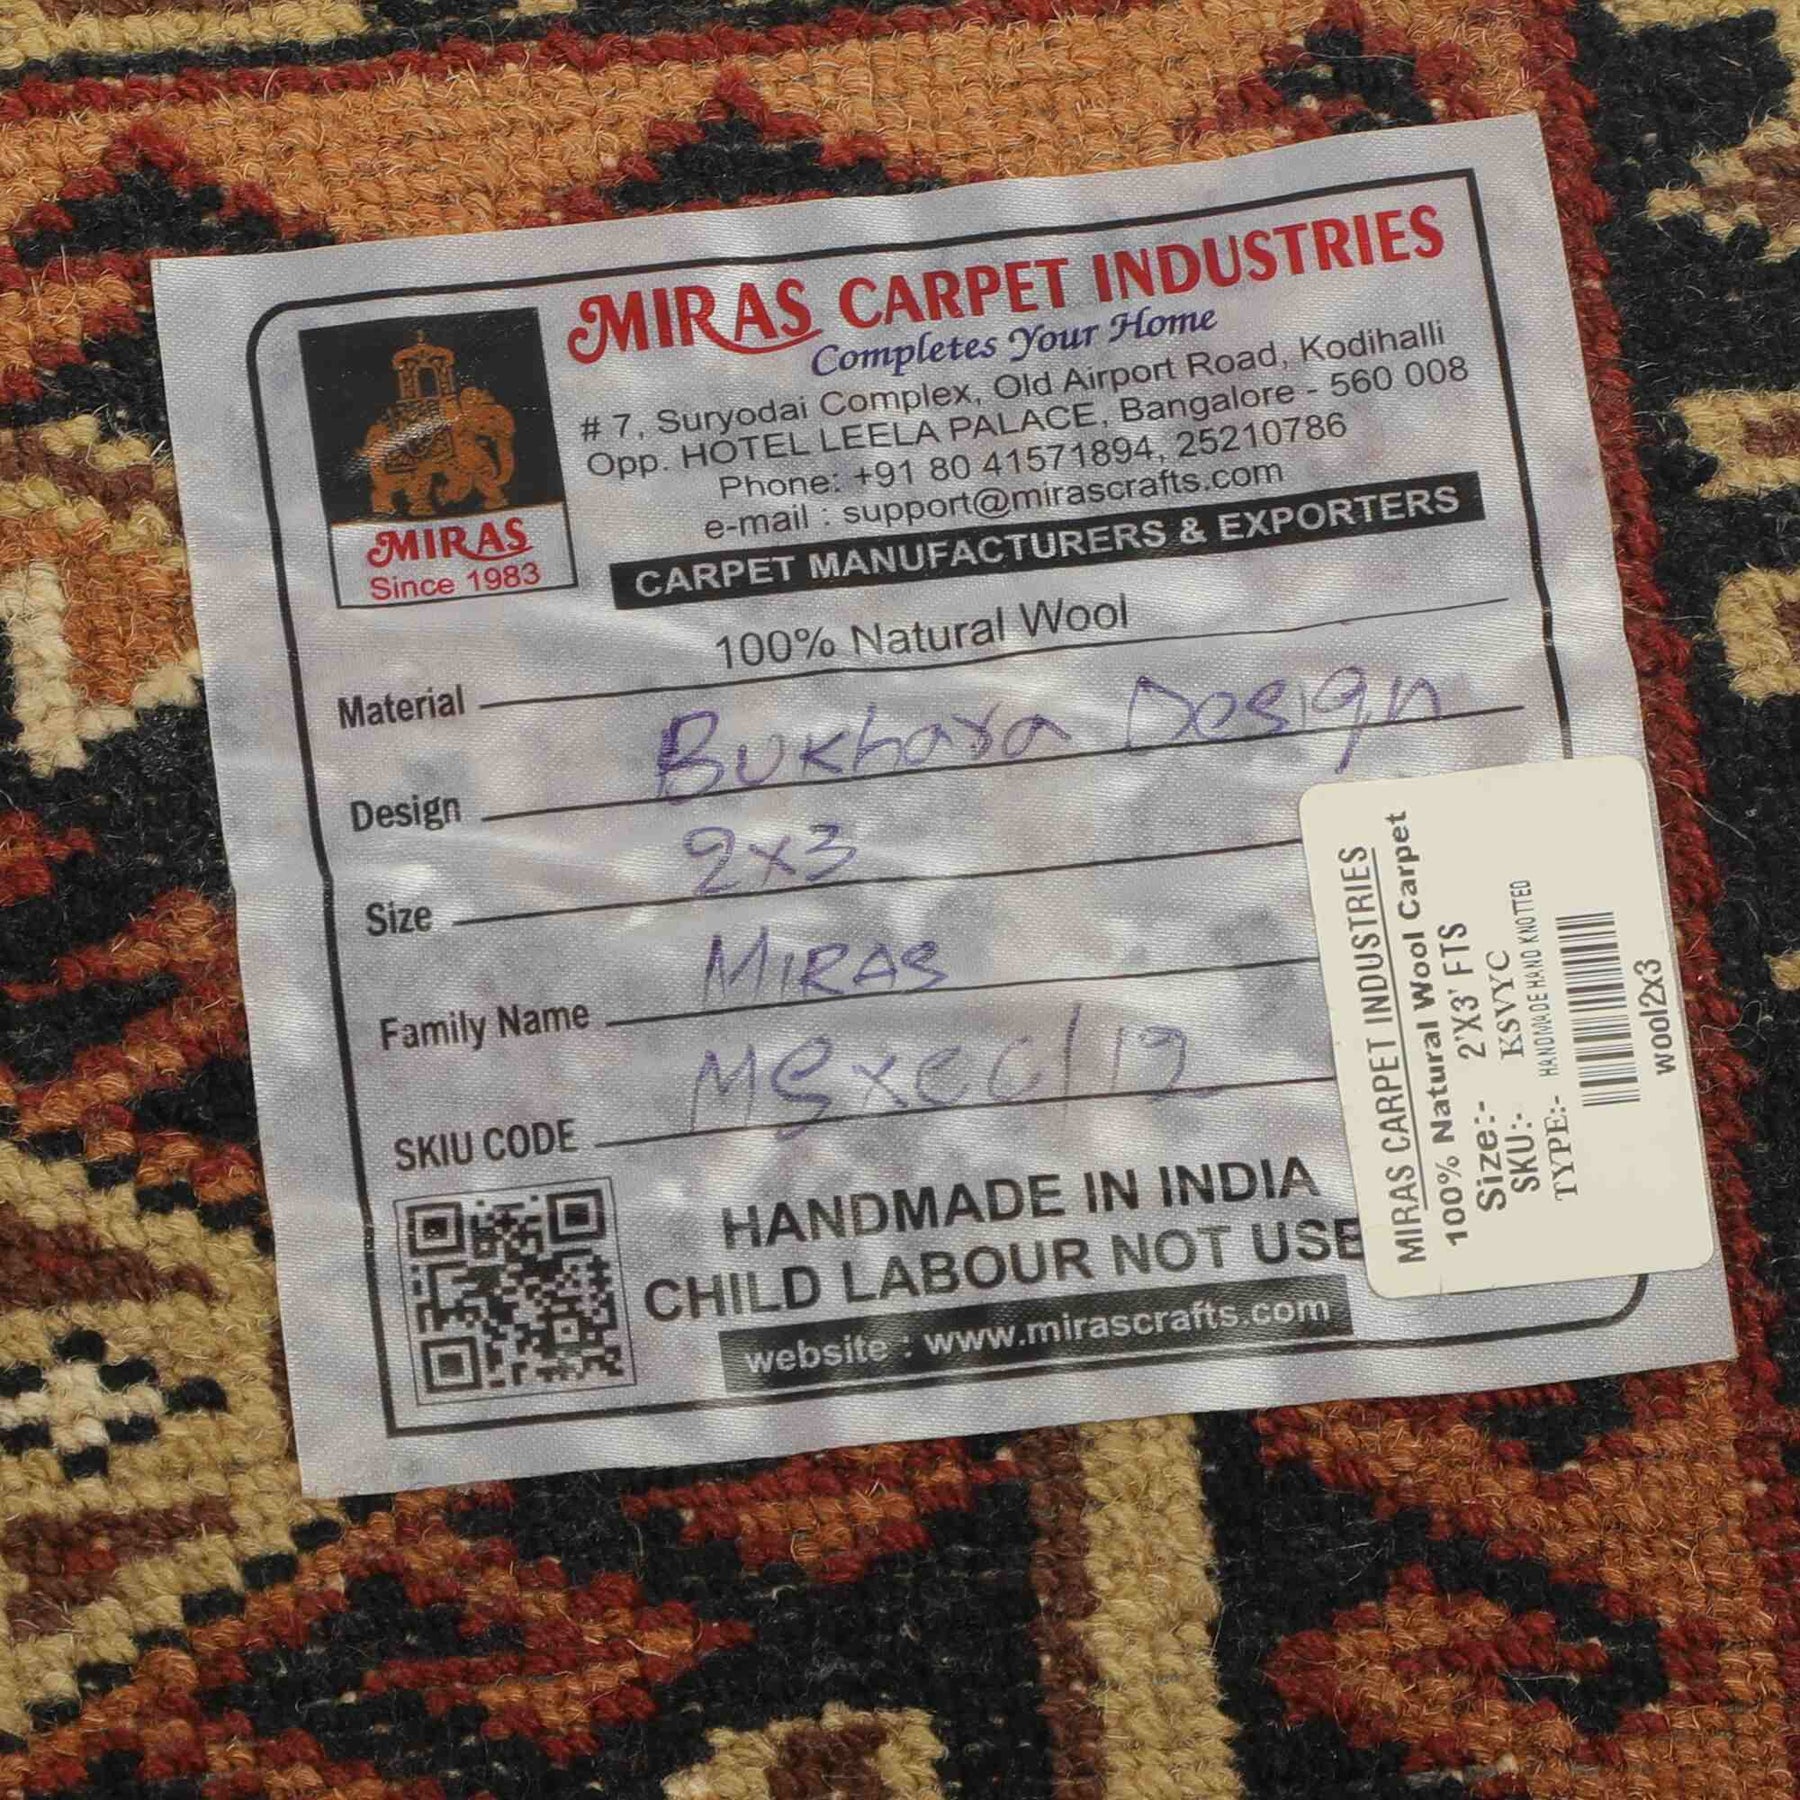 MIRAS CARPET INDUSTRIES
Completes Your Home
# 7, Suryodai Complex, Old Airport Road, Kodihalli
Opp. HOTEL LEELA PALACE, Bangalore - 560 008
Phone: +91 80 41571894, 25210786
e-mail : support@mirascrafts.com
CARPET MANUFACTURERS & EXPORTERS
MIRAS
Since 1983
100% Natural Wool
Material
Bukhara Design
Design
2x3
Size
MIRAS
Family Name
SKIU CODE
HANDMADE IN INDIA
CHILD LABOUR NOT USE
website : www.mirascrafts.com
MIRAS CARPET INDUSTRIES
100% Natural Wool Carpet
Size:- 2'X3' FTS
SKU:- KSVYC
TYPE:- HANDMADE HAND KNOTTED
wool2x3